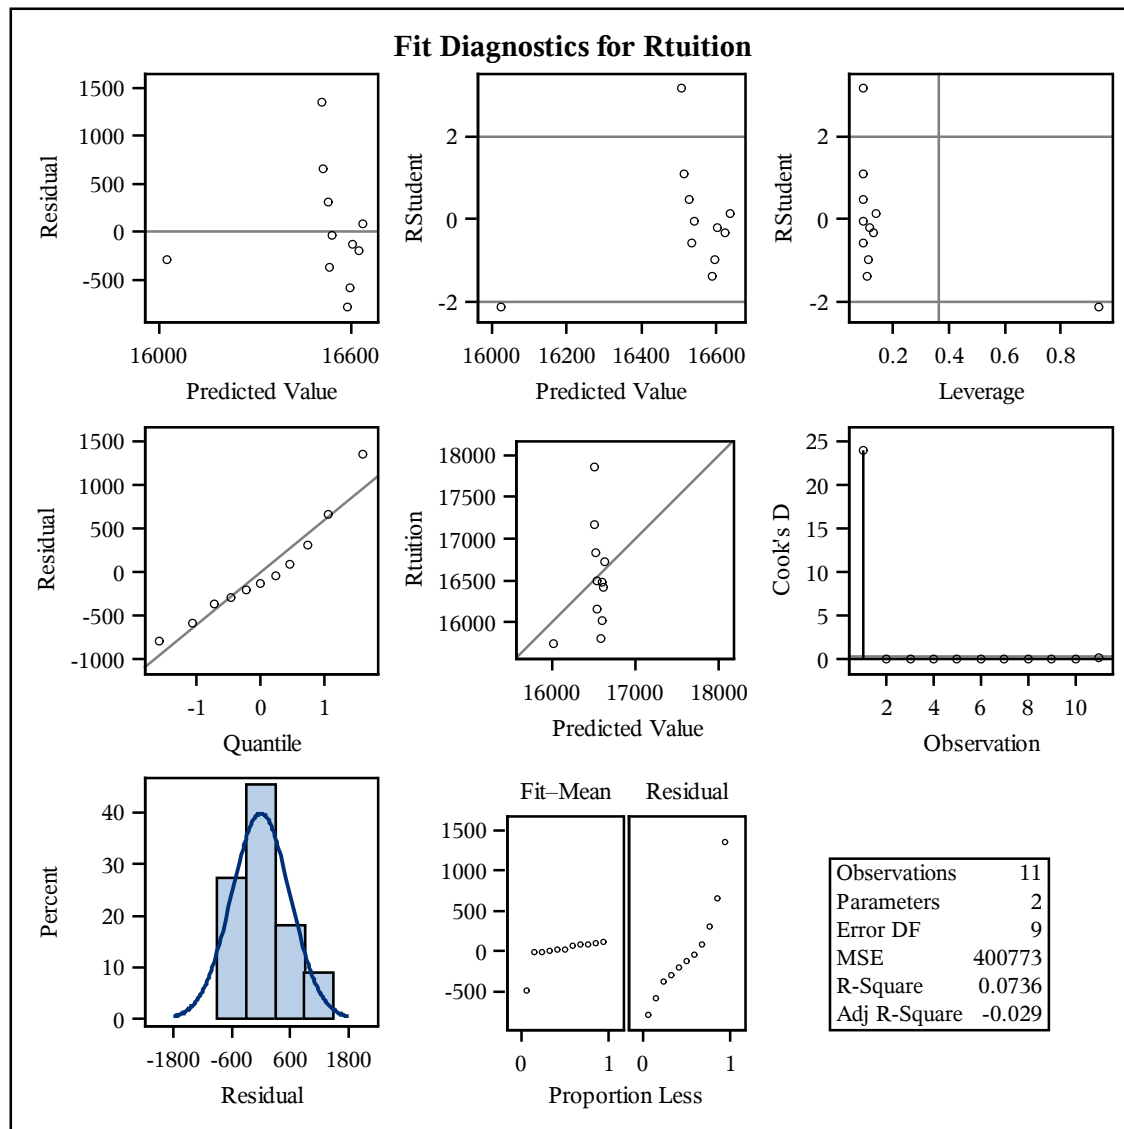 Fit Diagnostics for Rtuition
1500
1000
500
0
-500
Residual
16000 16600
Predicted Value
2
0
-2
RStudent
16000 16200 16400 16600
Predicted Value
2
0
-2
RStudent
0.2 0.4 0.6 0.8
Leverage
1500
1000
500
0
-500
-1000
Residual
-1 0 1
Quantile
18000
17500
17000
16500
16000
Rtuition
16000 17000 18000
Predicted Value
25
20
15
10
5
0
Cook's D
2 4 6 8 10
Observation
40
30
20
10
0
Percent
-1800 -600 600 1800
Residual
Fit–Mean Residual
1500
1000
500
0
-500
0 1 0 1
Proportion Less
Observations 11
Parameters 2
Error DF 9
MSE 400773
R-Square 0.0736
Adj R-Square -0.029